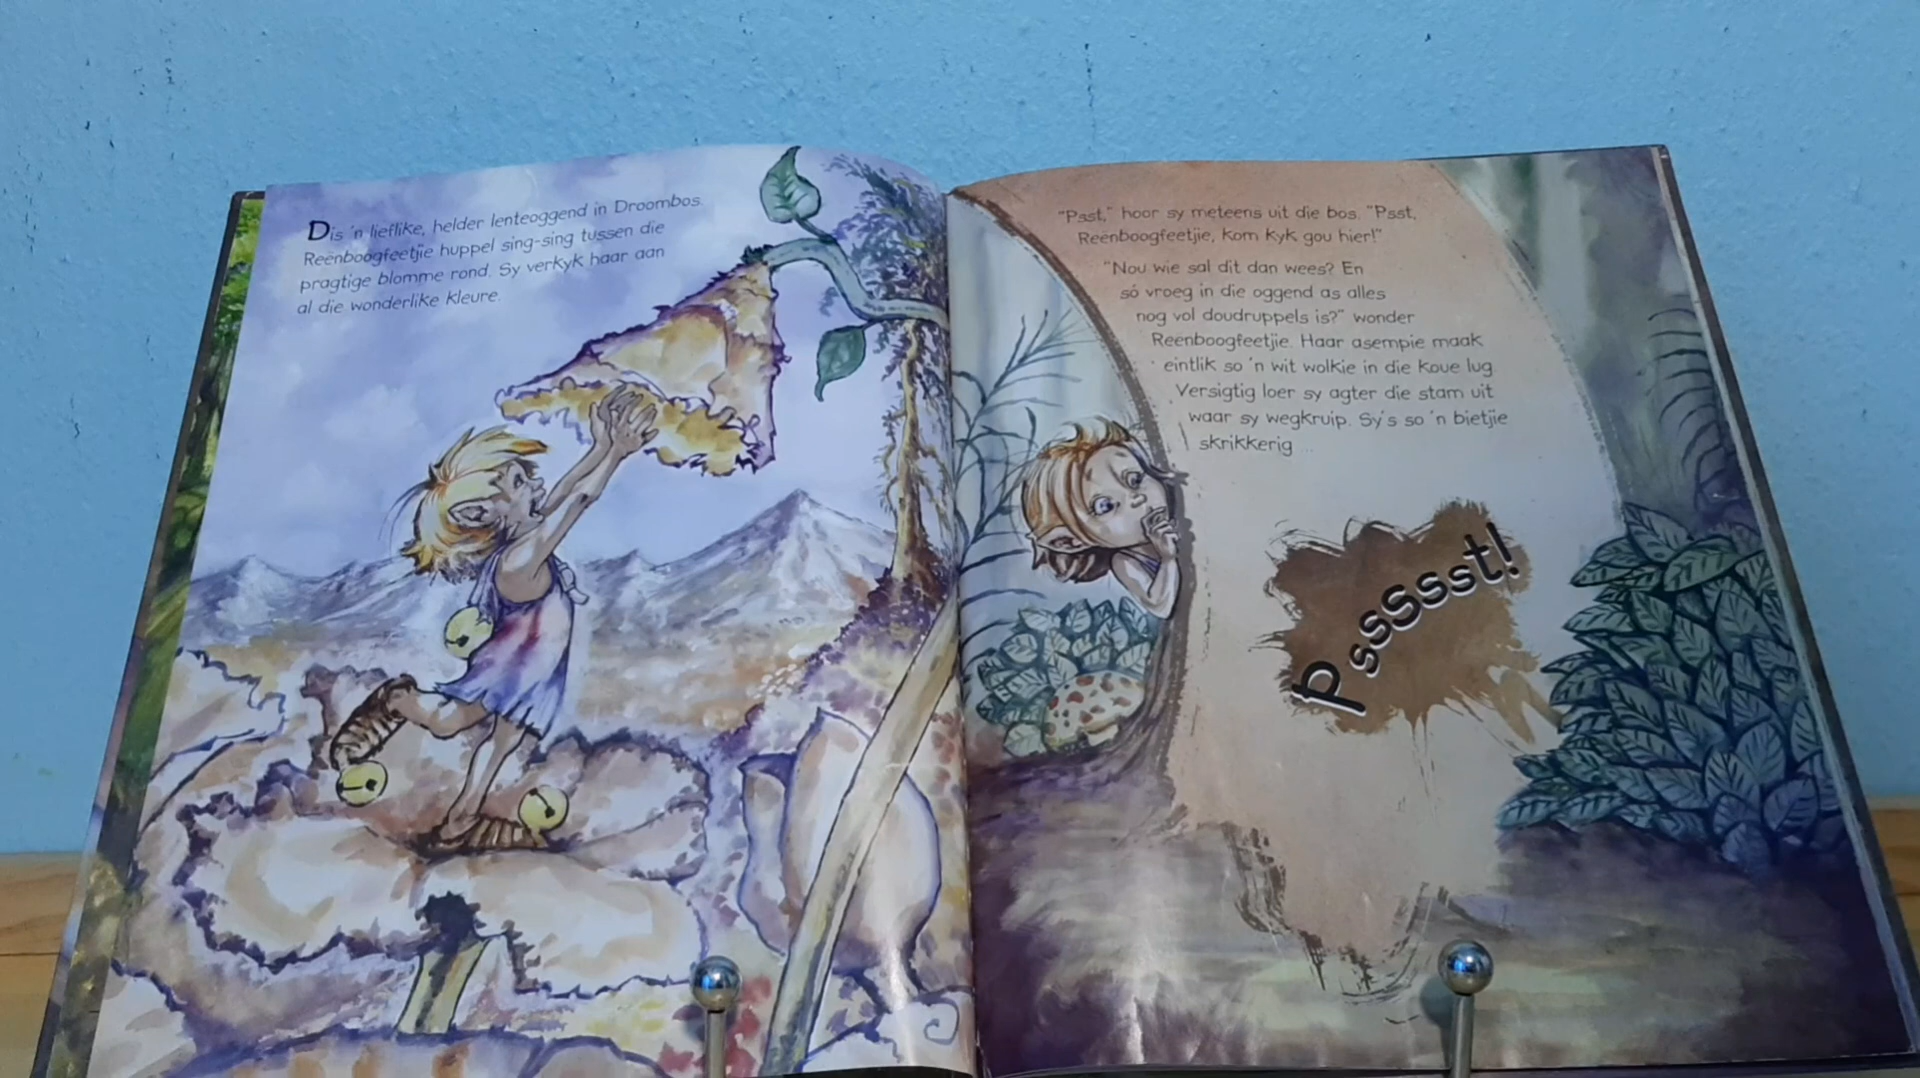 Dis 'n lieflike, helder lenteoggend in Droombos.
Reënboogfeetjie huppel sing-sing tussen die
pragtige blomme rond. Sy verkyk haar aan
al die wonderlike kleure.
"Psst," hoor sy meteens uit die bos. "Psst,
Reënboogfeetjie, kom kyk gou hier!"
"Nou wie sal dit dan wees? En
só vroeg in die oggend as alles
nog vol doudruppels is?" wonder
Reënboogfeetjie. Haar asempie maak
eintlik so 'n wit wolkie in die koue lug.
Versigtig loer sy agter die stam uit
waar sy wegkruip. Sy's so 'n bietjie
skrikkerig ...
PssSssst!